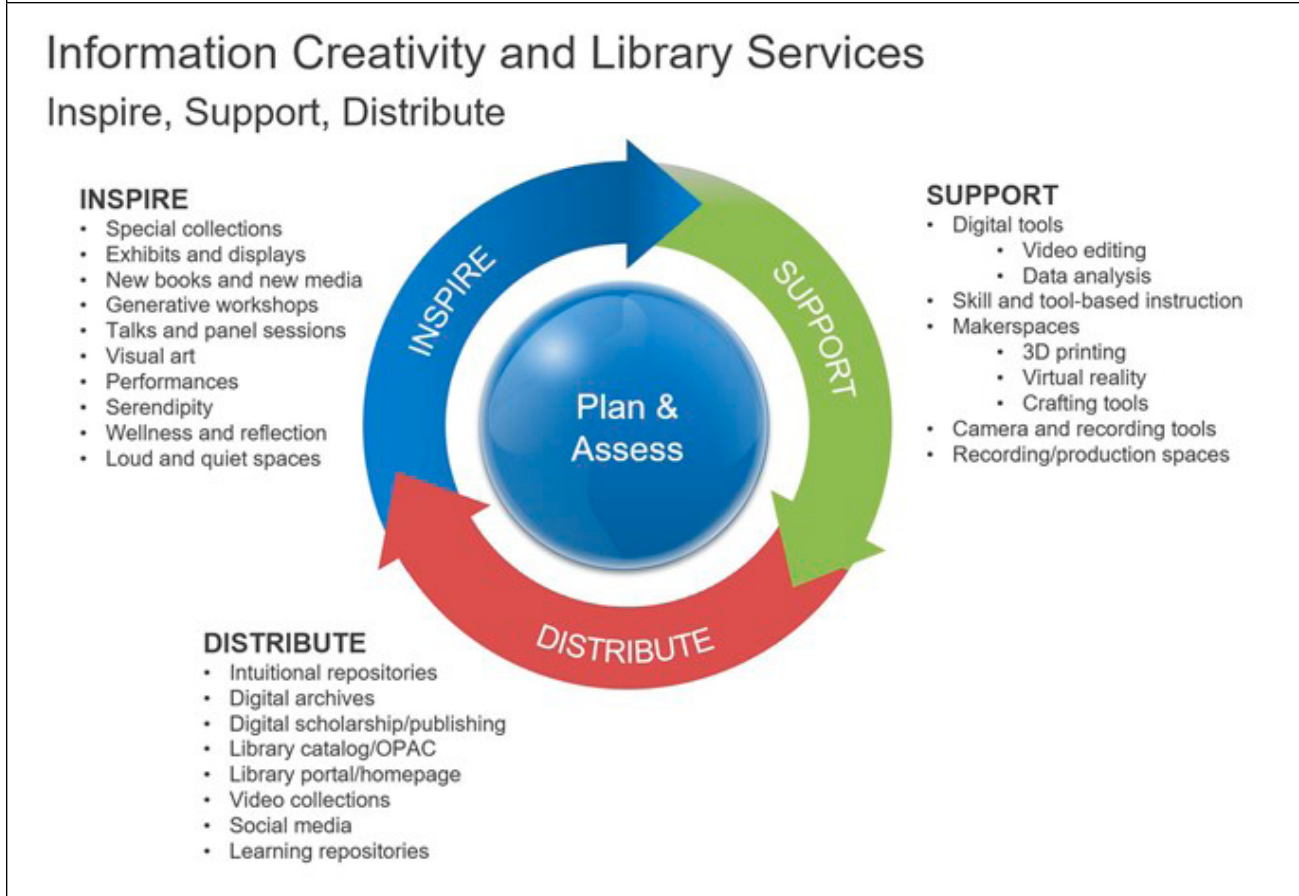 Information Creativity and Library Services
Inspire, Support, Distribute
INSPIRE
• Special collections
• Exhibits and displays
• New books and new media
• Generative workshops
• Talks and panel sessions
• Visual art
• Performances
• Serendipity
• Wellness and reflection
• Loud and quiet spaces
INSPIRE
SUPPORT
Plan &
Assess
DISTRIBUTE
SUPPORT
• Digital tools
• Video editing
• Data analysis
• Skill and tool-based instruction
• Makerspaces
• 3D printing
• Virtual reality
• Crafting tools
• Camera and recording tools
• Recording/production spaces
DISTRIBUTE
• Intuitional repositories
• Digital archives
• Digital scholarship/publishing
• Library catalog/OPAC
• Library portal/homepage
• Video collections
• Social media
• Learning repositories